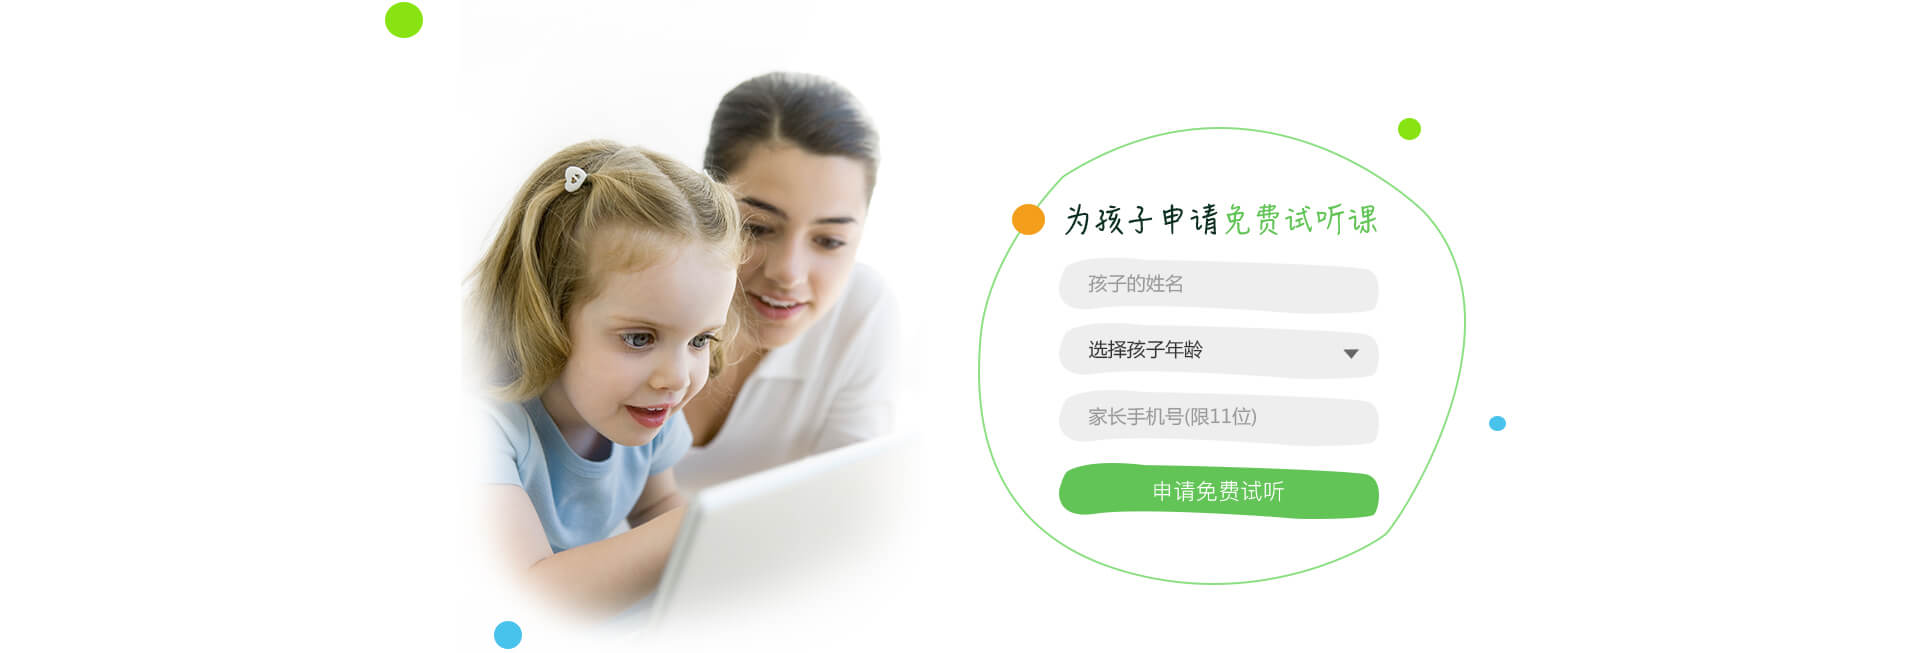 为孩子申请免费试听课
孩子的姓名
选择孩子年龄
家长手机号(限11位)
申请免费试听